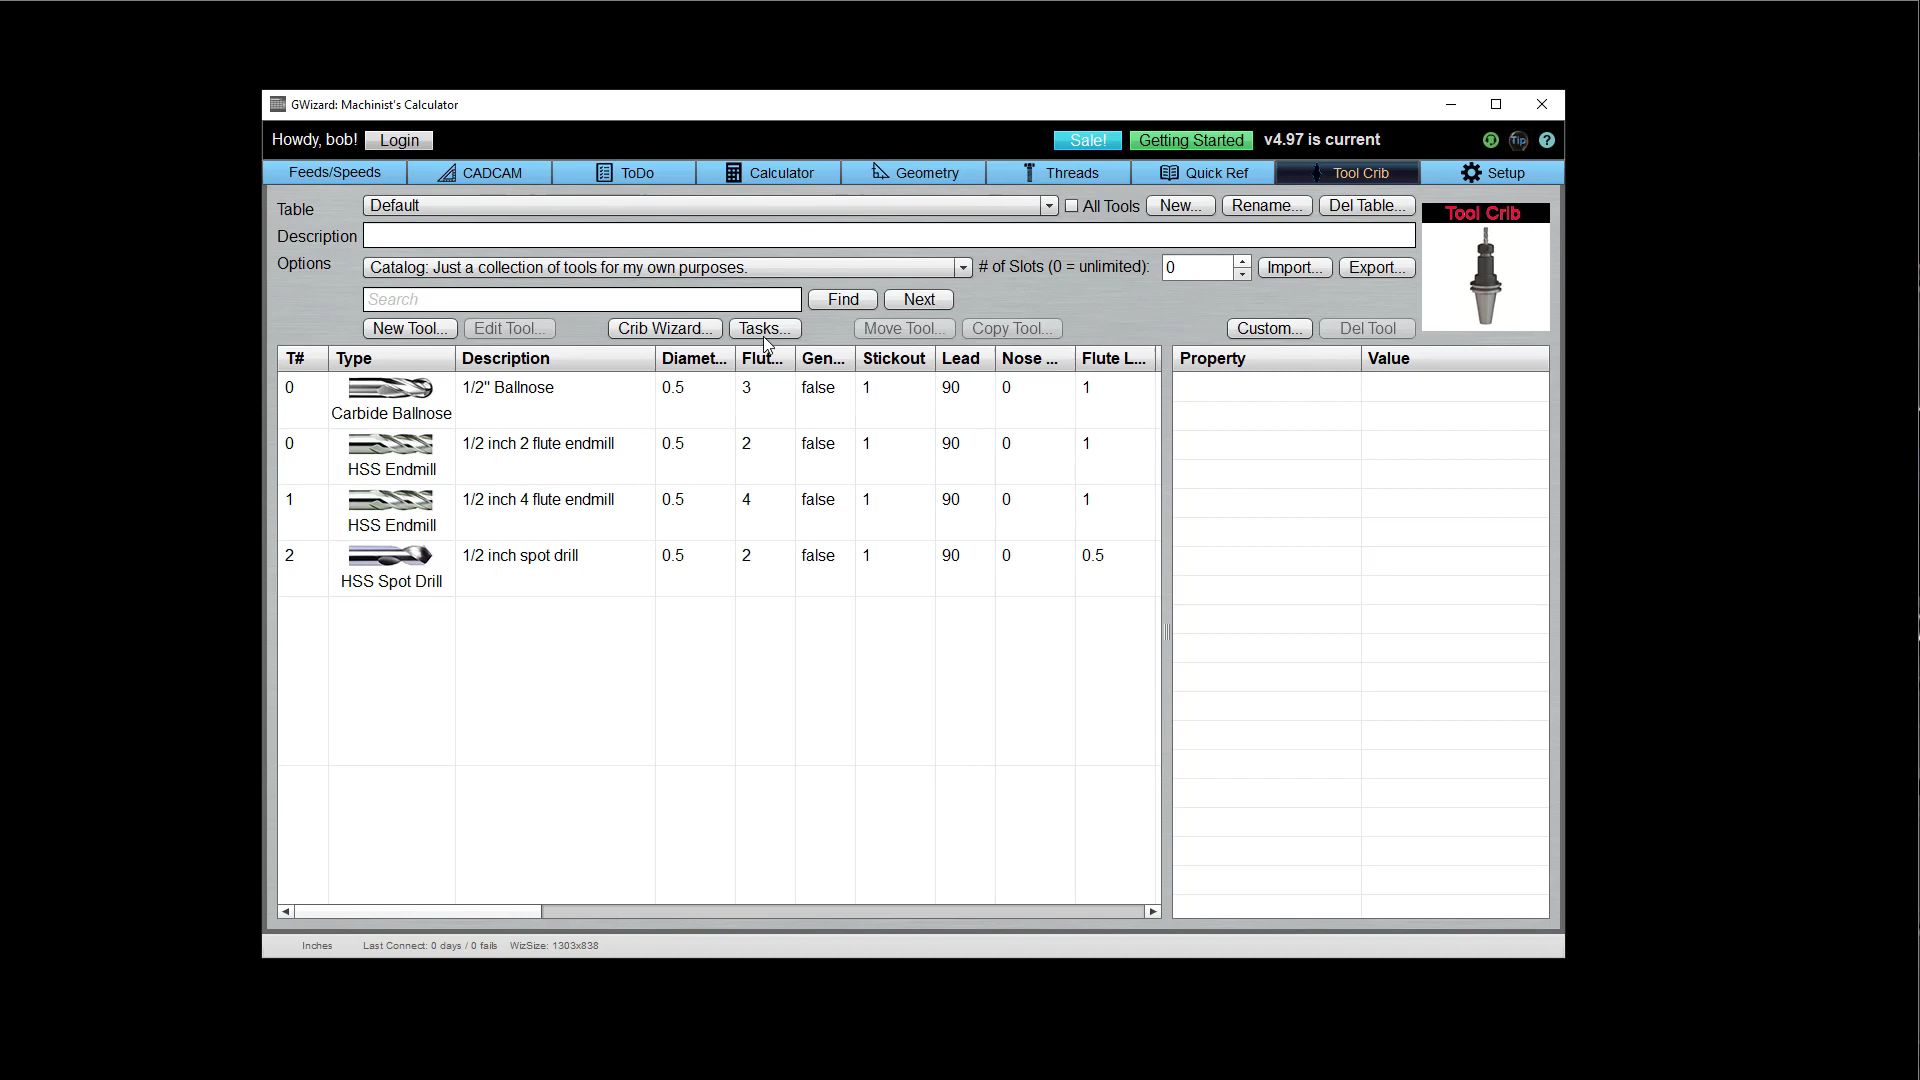 GWizard: Machinist's Calculator
Howdy, bob! Login Sale! Getting Started v4.97 is current Tip ?
Feeds/Speeds CADCAM ToDo Calculator Geometry Threads Quick Ref Tool Crib Setup
Table Default All Tools New... Rename... Del Table... Tool Crib
Description
Options Catalog: Just a collection of tools for my own purposes. # of Slots (0 = unlimited): 0 Import... Export...
Search Find Next
New Tool... Edit Tool... Crib Wizard... Tasks... Move Tool... Copy Tool... Custom... Del Tool
T# Type Description Diamet... Flut... Gen... Stickout Lead Nose ... Flute L... Property Value
0 1/2" Ballnose 0.5 3 false 1 90 0 1
Carbide Ballnose
0 1/2 inch 2 flute endmill 0.5 2 false 1 90 0 1
HSS Endmill
1 1/2 inch 4 flute endmill 0.5 4 false 1 90 0 1
HSS Endmill
2 1/2 inch spot drill 0.5 2 false 1 90 0 0.5
HSS Spot Drill
Inches Last Connect: 0 days / 0 fails WizSize: 1303x838